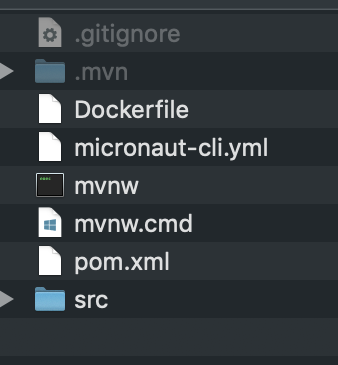 .gitignore
.mvn
Dockerfile
micronaut-cli.yml
mvnw
mvnw.cmd
pom.xml
src